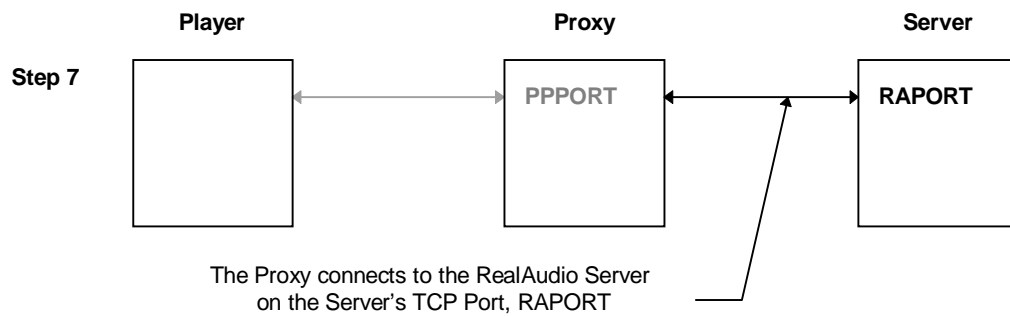 Player Proxy Server
Step 7
PPPORT RAPORT
The Proxy connects to the RealAudio Server
on the Server's TCP Port, RAPORT